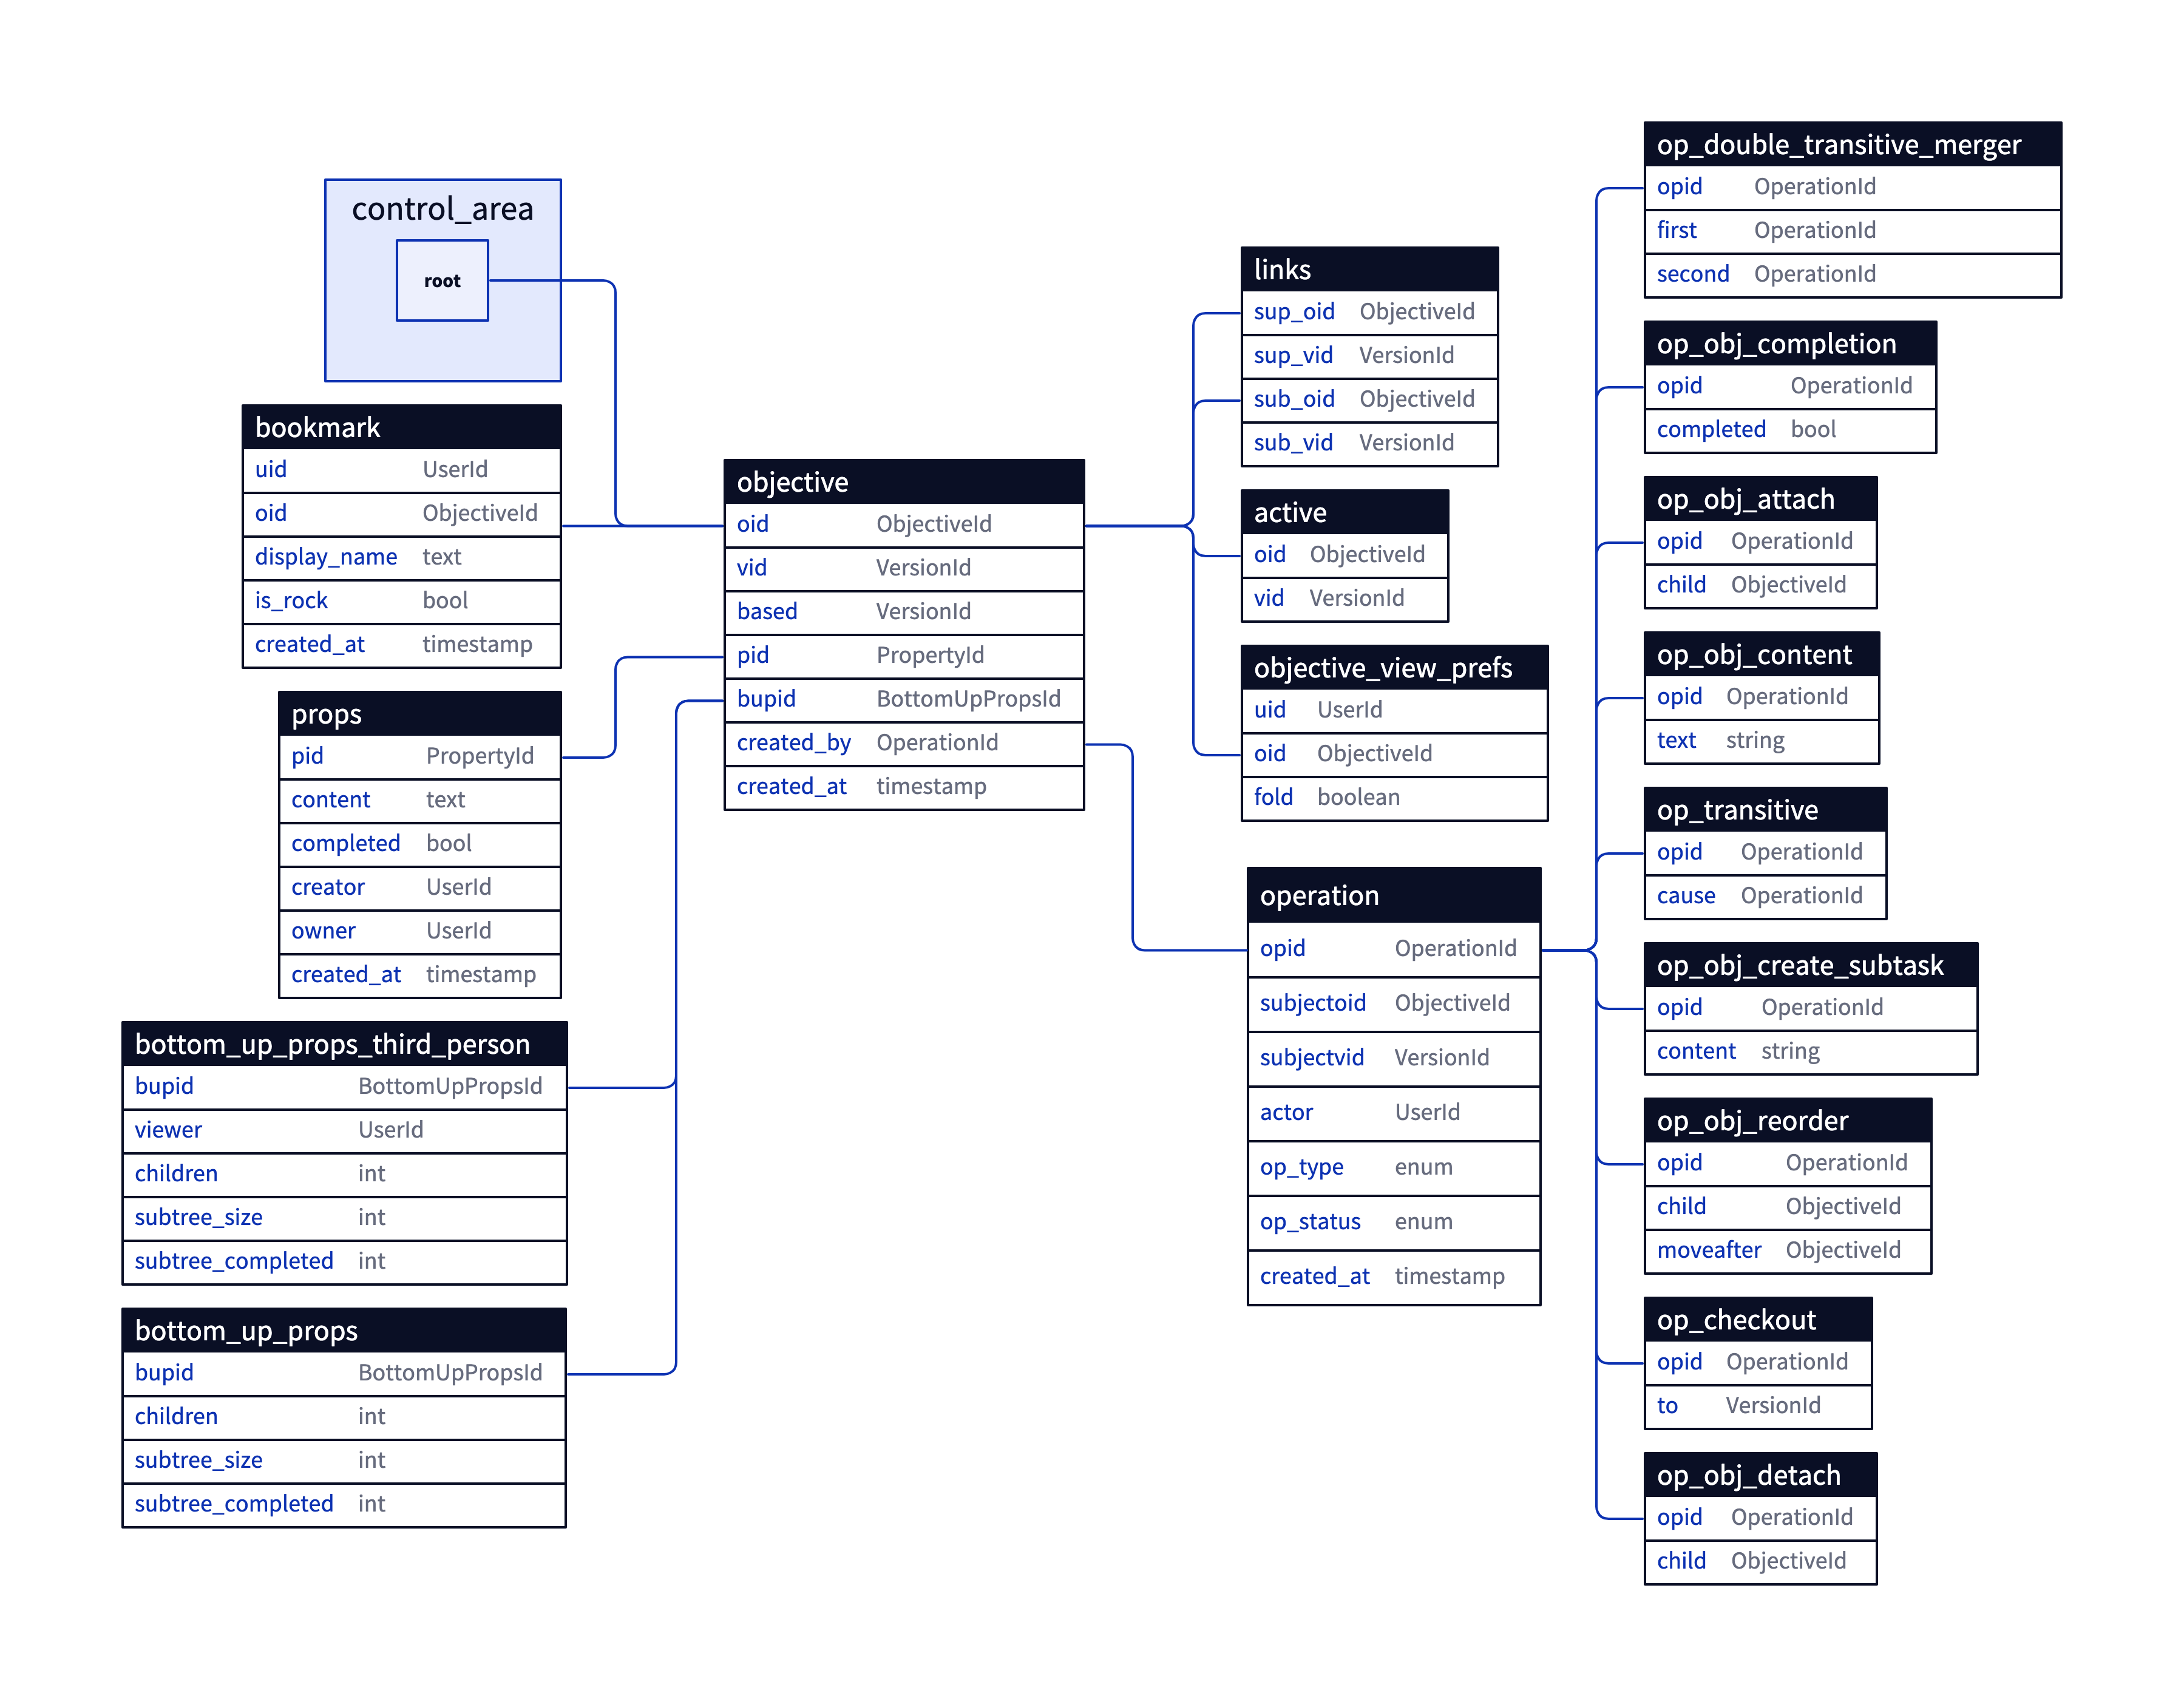 control_area
root
bookmark
uid UserId
oid ObjectiveId
display_name text
is_rock bool
created_at timestamp
props
pid PropertyId
content text
completed bool
creator UserId
owner UserId
created_at timestamp
bottom_up_props_third_person
bupid BottomUpPropsId
viewer UserId
children int
subtree_size int
subtree_completed int
bottom_up_props
bupid BottomUpPropsId
children int
subtree_size int
subtree_completed int
objective
oid ObjectiveId
vid VersionId
based VersionId
pid PropertyId
bupid BottomUpPropsId
created_by OperationId
created_at timestamp
links
sup_oid ObjectiveId
sup_vid VersionId
sub_oid ObjectiveId
sub_vid VersionId
active
oid ObjectiveId
vid VersionId
objective_view_prefs
uid UserId
oid ObjectiveId
fold boolean
operation
opid OperationId
subjectoid ObjectiveId
subjectvid VersionId
actor UserId
op_type enum
op_status enum
created_at timestamp
op_double_transitive_merger
opid OperationId
first OperationId
second OperationId
op_obj_completion
opid OperationId
completed bool
op_obj_attach
opid OperationId
child ObjectiveId
op_obj_content
opid OperationId
text string
op_transitive
opid OperationId
cause OperationId
op_obj_create_subtask
opid OperationId
content string
op_obj_reorder
opid OperationId
child ObjectiveId
moveafter ObjectiveId
op_checkout
opid OperationId
to VersionId
op_obj_detach
opid OperationId
child ObjectiveId